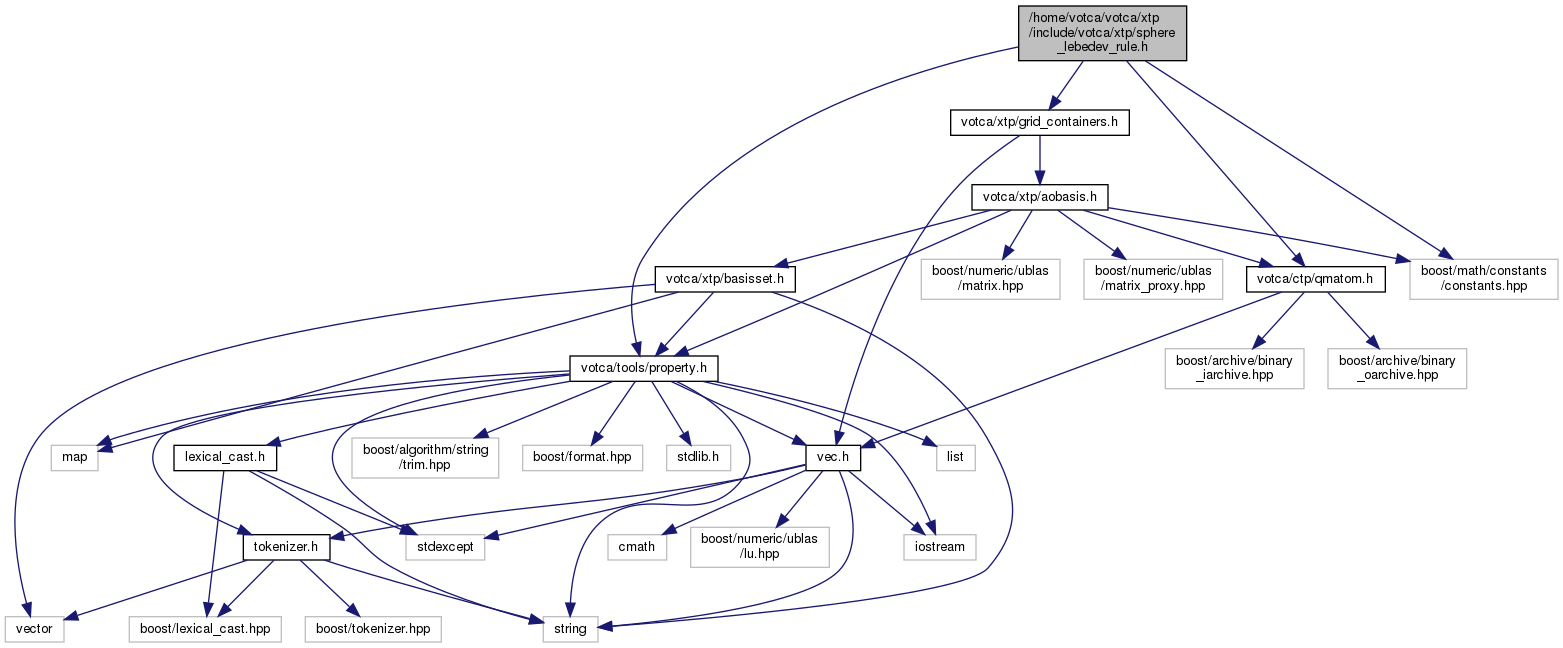 /home/votca/votca/xtp
/include/votca/xtp/sphere
_lebedev_rule.h
votca/xtp/grid_containers.h
votca/xtp/aobasis.h
votca/xtp/basisset.h
boost/numeric/ublas
/matrix.hpp
boost/numeric/ublas
/matrix_proxy.hpp
votca/ctp/qmatom.h
boost/math/constants
/constants.hpp
votca/tools/property.h
boost/archive/binary
_iarchive.hpp
boost/archive/binary
_oarchive.hpp
map
lexical_cast.h
boost/algorithm/string
/trim.hpp
boost/format.hpp
stdlib.h
vec.h
list
tokenizer.h
stdexcept
cmath
boost/numeric/ublas
/lu.hpp
iostream
vector
boost/lexical_cast.hpp
boost/tokenizer.hpp
string